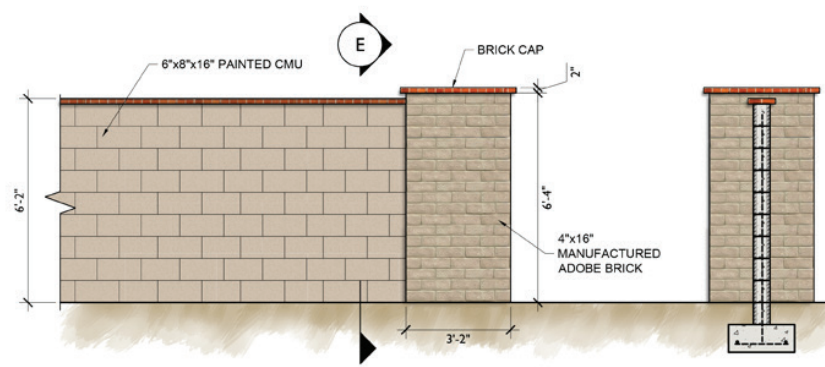 E
BRICK CAP
6"x8"x16" PAINTED CMU
2"
6'-2"
6'-4"
4"x16"
MANUFACTURED
ADOBE BRICK
3'-2"